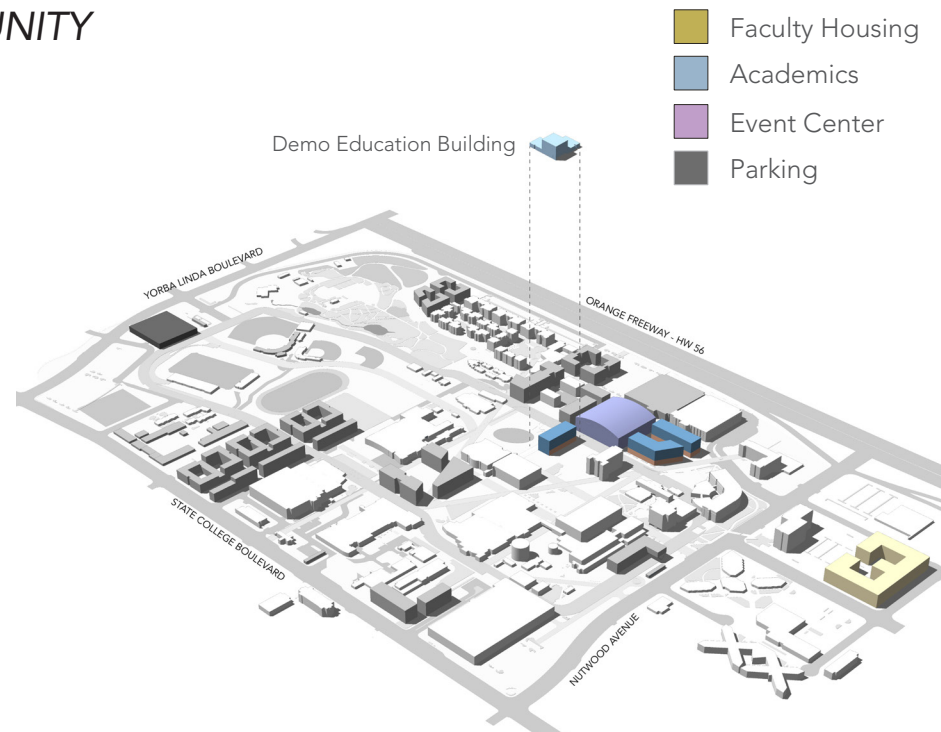 UNITY
Faculty Housing
Academics
Event Center
Parking
Demo Education Building
YORBA LINDA BOULEVARD
ORANGE FREEWAY - HW 56
STATE COLLEGE BOULEVARD
NUTWOOD AVENUE